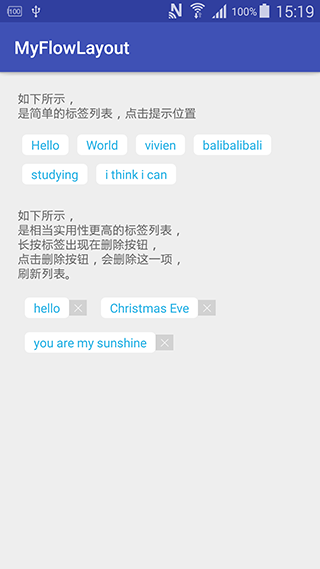 100 100% 15:19
MyFlowLayout
如下所示，
是简单的标签列表，点击提示位置
Hello World vivien balibalibali
studying i think i can
如下所示，
是相当实用性更高的标签列表，
长按标签出现在删除按钮，
点击删除按钮，会删除这一项，
刷新列表。
hello Christmas Eve
you are my sunshine